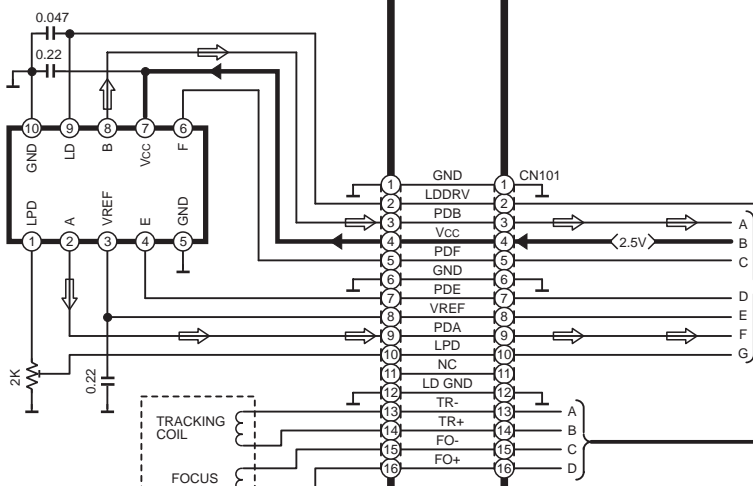 0.047
0.22
10 9 8 7 6
GND LD B VCC F
LPD A VREF E GND
1 2 3 4 5
2K
0.22
CN101
1 GND 1
2 LDDRV 2
3 PDB 3 A
4 VCC 4 2.5V B
5 PDF 5 C
6 GND 6
7 PDE 7 D
8 VREF 8 E
9 PDA 9 F
10 LPD 10 G
11 NC 11
12 LD GND 12
13 TR- 13 A
14 TR+ 14 B
15 FO- 15 C
16 FO+ 16 D
TRACKING
COIL
FOCUS